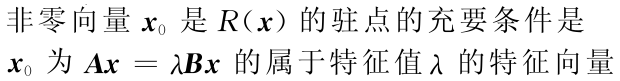 非零向量 x₀ 是 R(x) 的驻点的充要条件是
x₀ 为 Ax = λBx 的属于特征值 λ 的特征向量